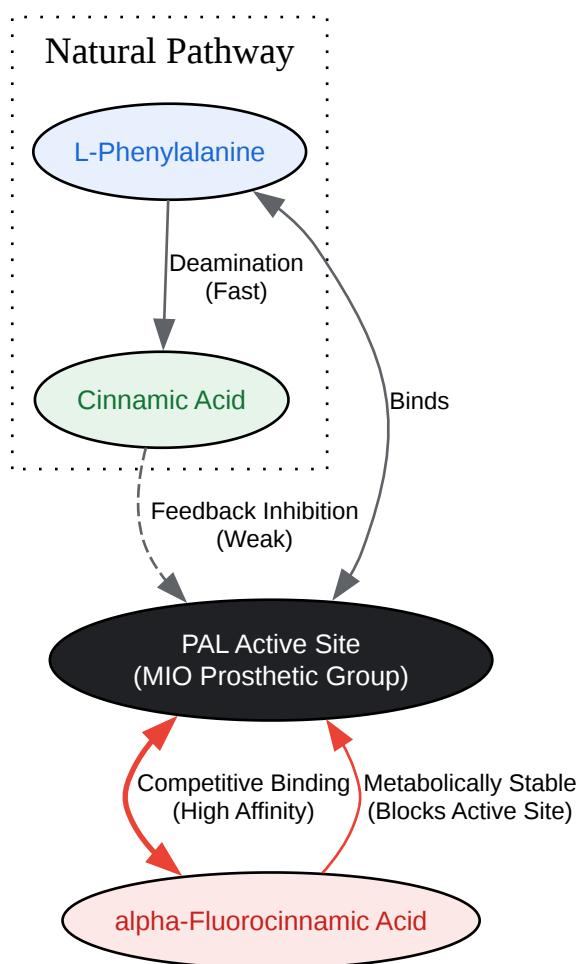 Natural Pathway
L-Phenylalanine
Deamination
(Fast)
Cinnamic Acid
Binds
Feedback Inhibition
(Weak)
PAL Active Site
(MIO Prosthetic Group)
Competitive Binding
(High Affinity)
Metabolically Stable
(Blocks Active Site)
alpha-Fluorocinnamic Acid